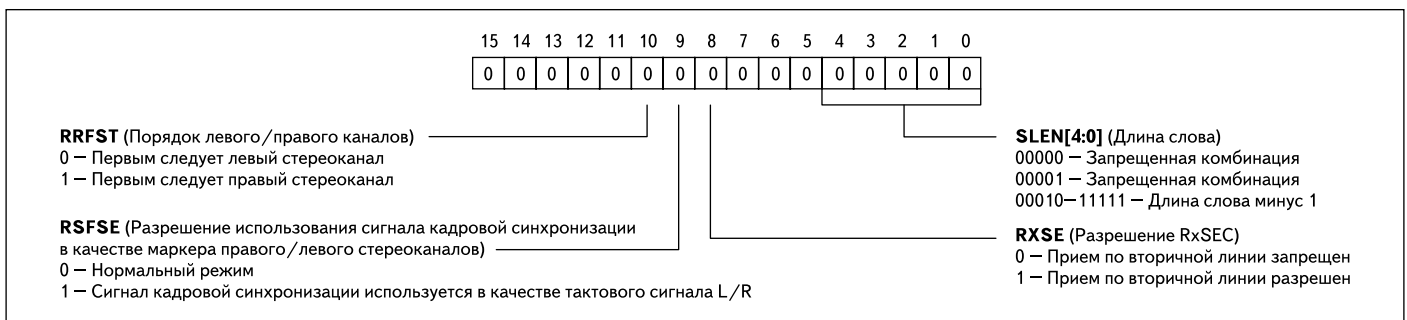 15 14 13 12 11 10 9 8 7 6 5 4 3 2 1 0
0 0 0 0 0 0 0 0 0 0 0 0 0 0 0 0
RRFST (Порядок левого/правого каналов)
0 — Первым следует левый стереоканал
1 — Первым следует правый стереоканал
RSFSE (Разрешение использования сигнала кадровой синхронизации
в качестве маркера правого/левого стереоканалов)
0 — Нормальный режим
1 — Сигнал кадровой синхронизации используется в качестве тактового сигнала L/R
SLEN[4:0] (Длина слова)
00000 — Запрещенная комбинация
00001 — Запрещенная комбинация
00010—11111 — Длина слова минус 1
RXSE (Разрешение RxSEC)
0 — Прием по вторичной линии запрещен
1 — Прием по вторичной линии разрешен